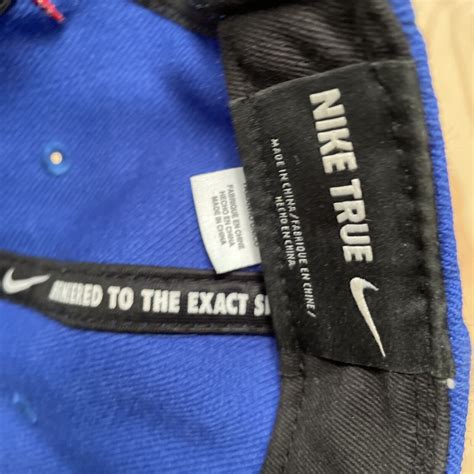 NIKE TRUE
MADE IN CHINA/FABRIQUE EN CHINE/
HECHO EN CHINA
FABRIQUE EN CHINE
HECHO EN CHINA
MADE IN CHINA
TO THE EXACT